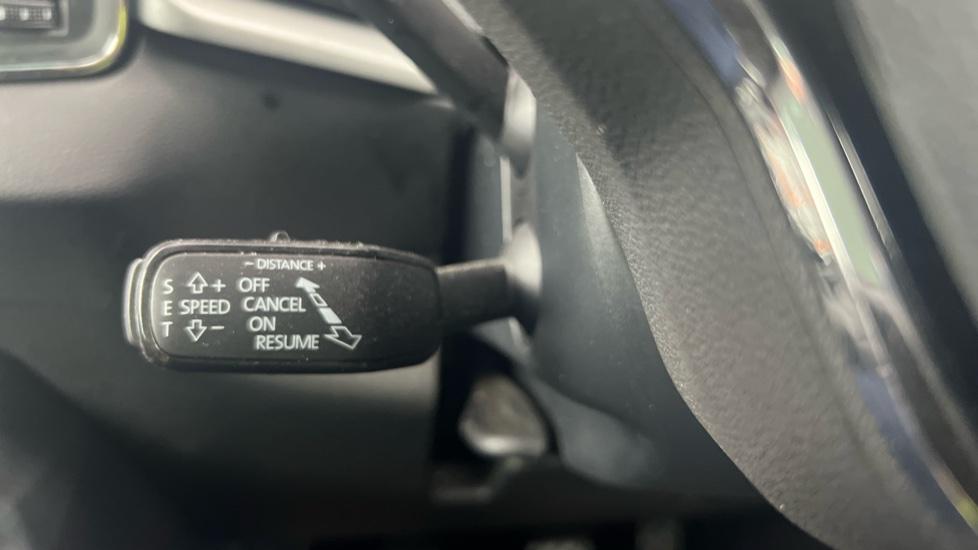 - DISTANCE +
S + OFF
E SPEED CANCEL
T - ON
RESUME